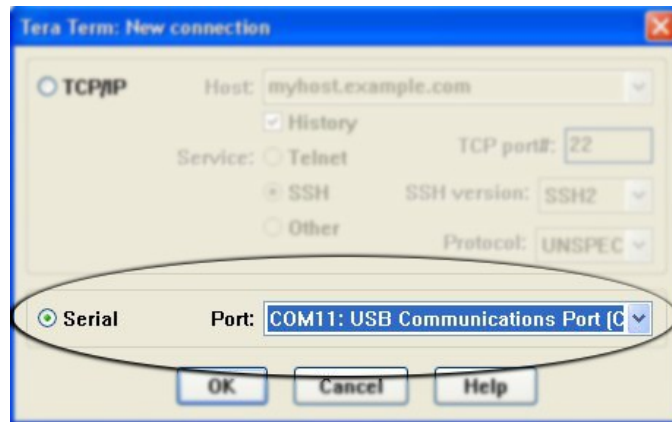 Tera Term: New connection
TCP/IP
Host: myhost.example.com
History
Service: Telnet
TCP port#: 22
SSH
SSH version: SSH2
Other
Protocol: UNSPEC
Serial
Port: COM11: USB Communications Port (C
OK Cancel Help